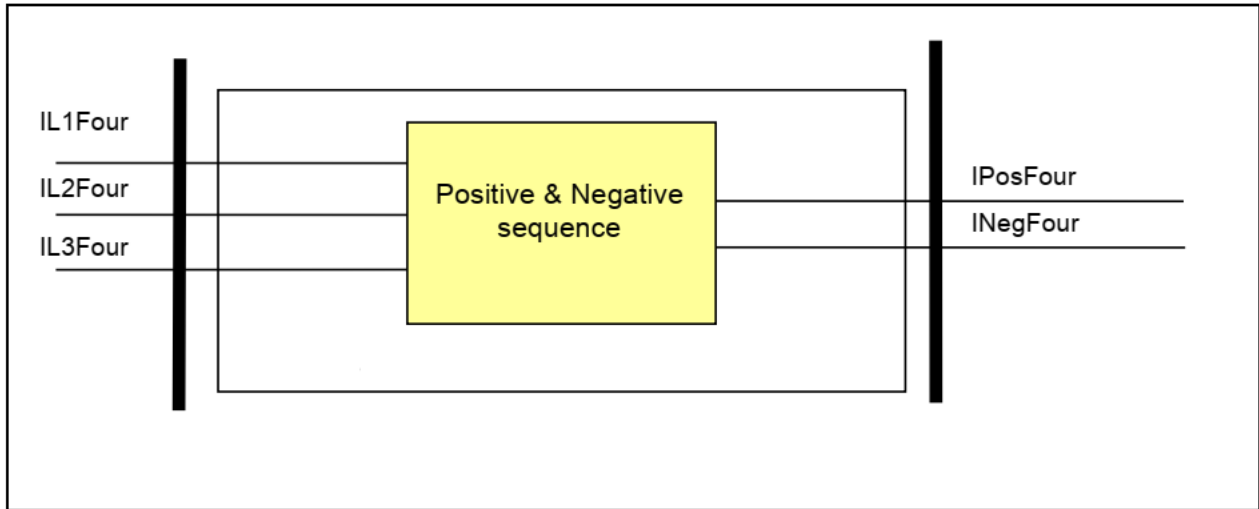 IL1Four
IL2Four
IL3Four
Positive & Negative
sequence
IPosFour
INegFour